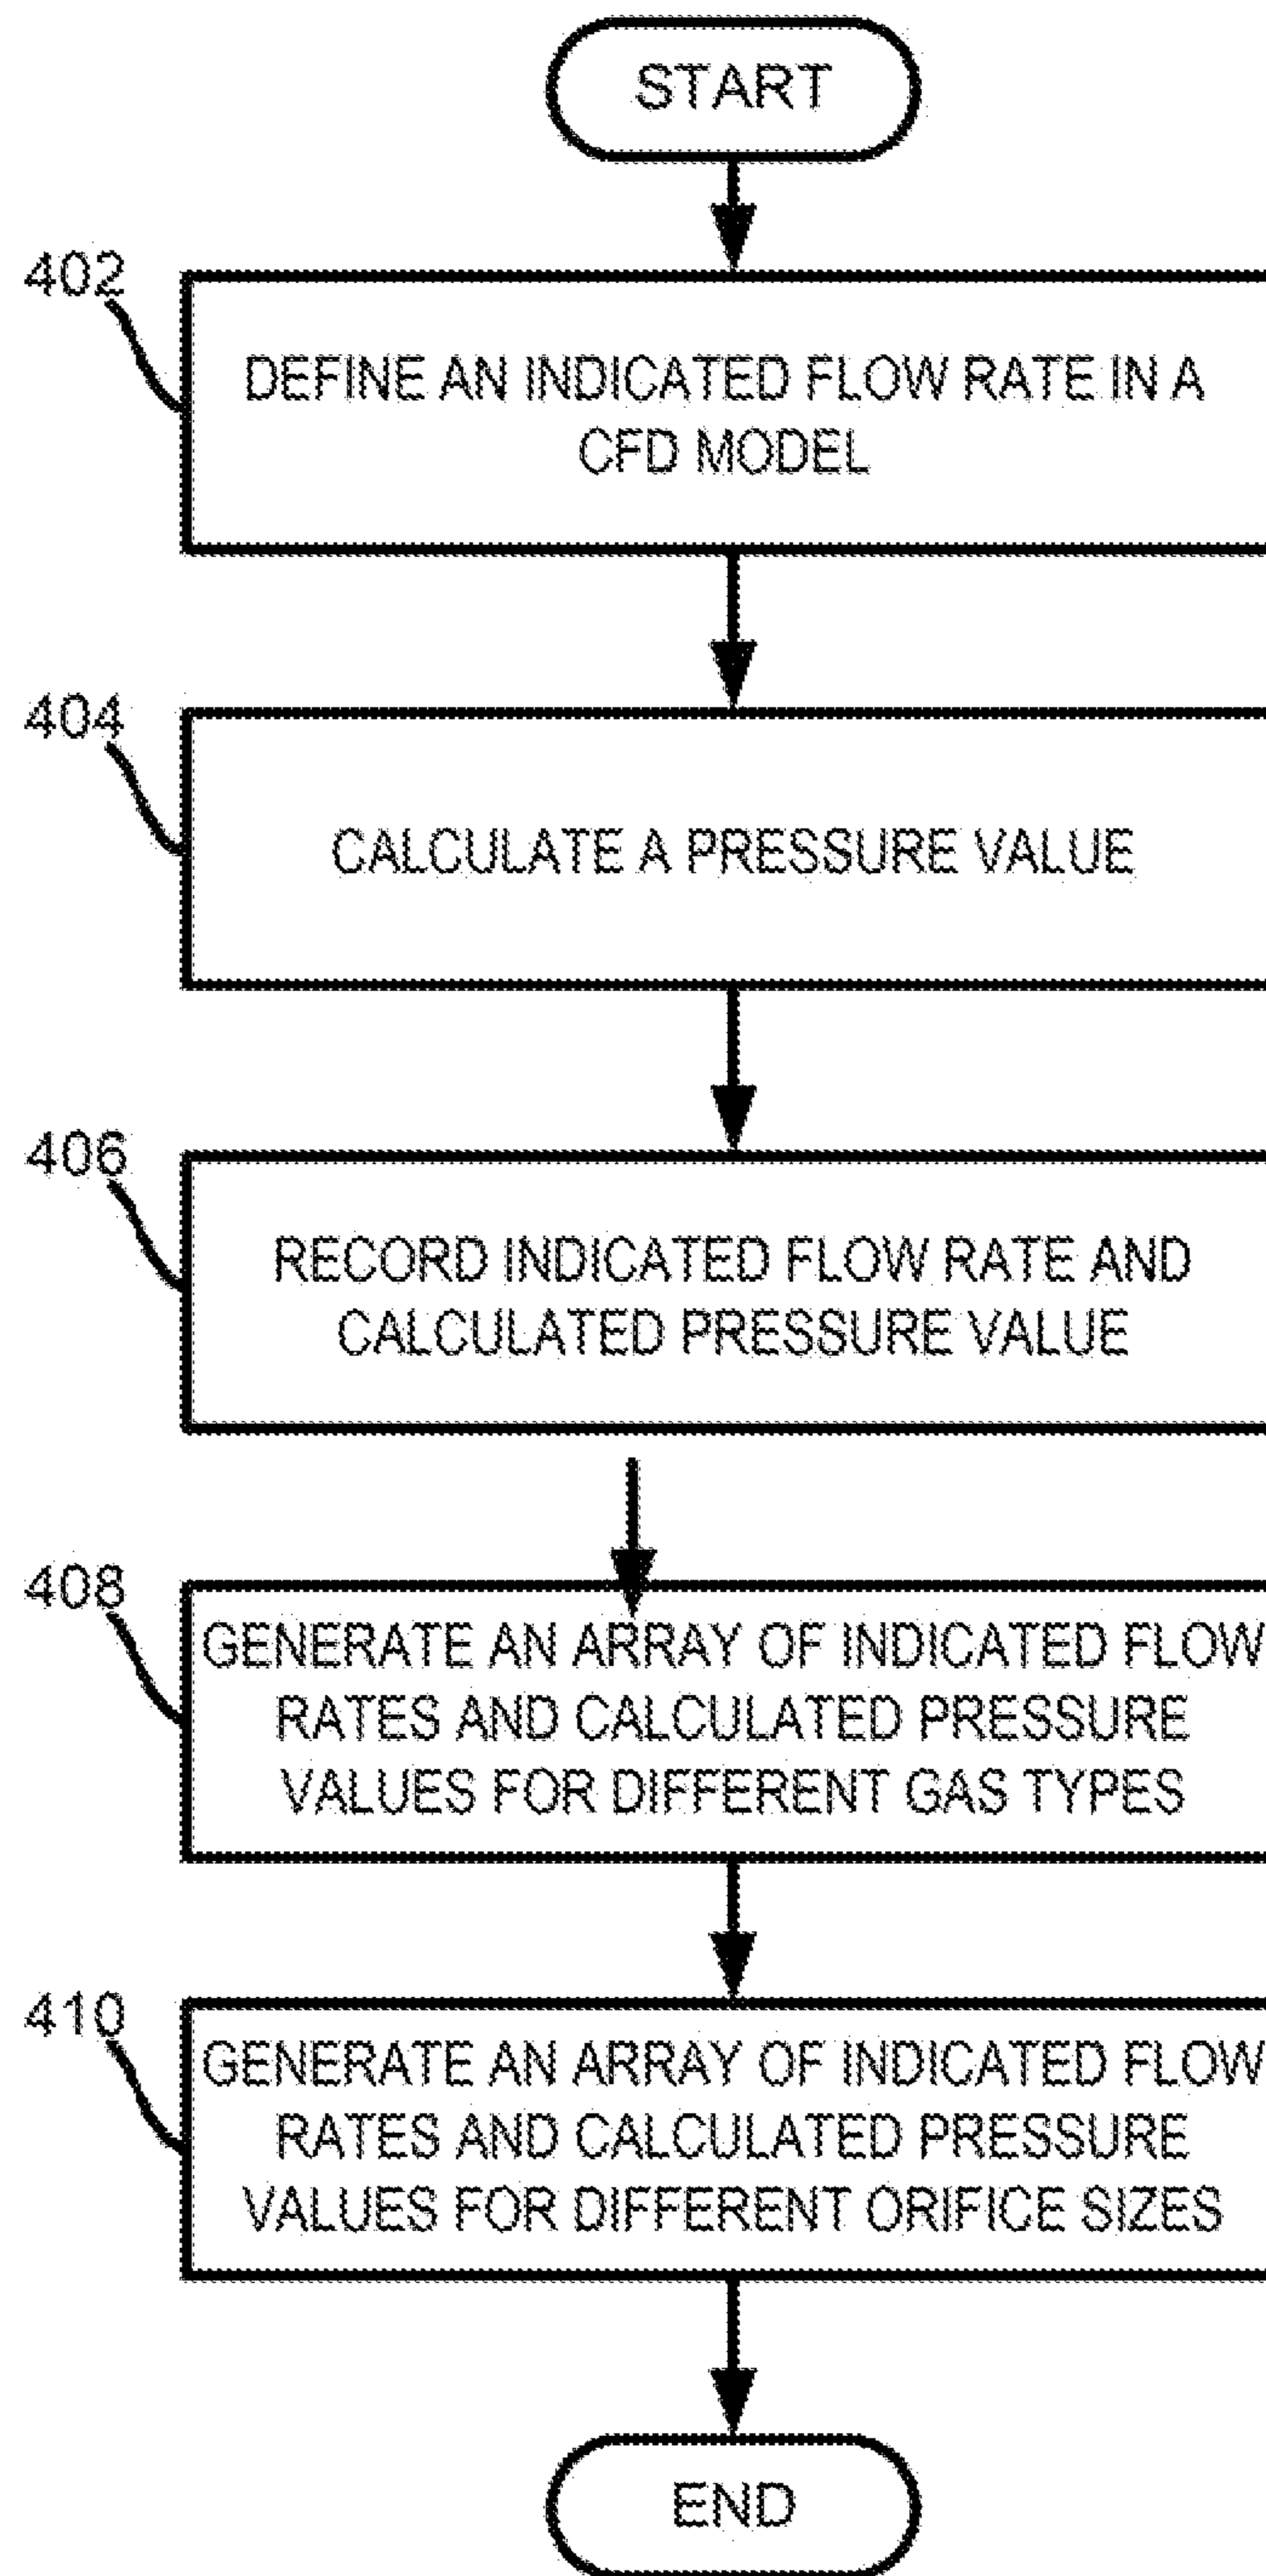 START
402
DEFINE AN INDICATED FLOW RATE IN A
CFD MODEL
404
CALCULATE A PRESSURE VALUE
406
RECORD INDICATED FLOW RATE AND
CALCULATED PRESSURE VALUE
408
GENERATE AN ARRAY OF INDICATED FLOW
RATES AND CALCULATED PRESSURE
VALUES FOR DIFFERENT GAS TYPES
410
GENERATE AN ARRAY OF INDICATED FLOW
RATES AND CALCULATED PRESSURE
VALUES FOR DIFFERENT ORIFICE SIZES
END